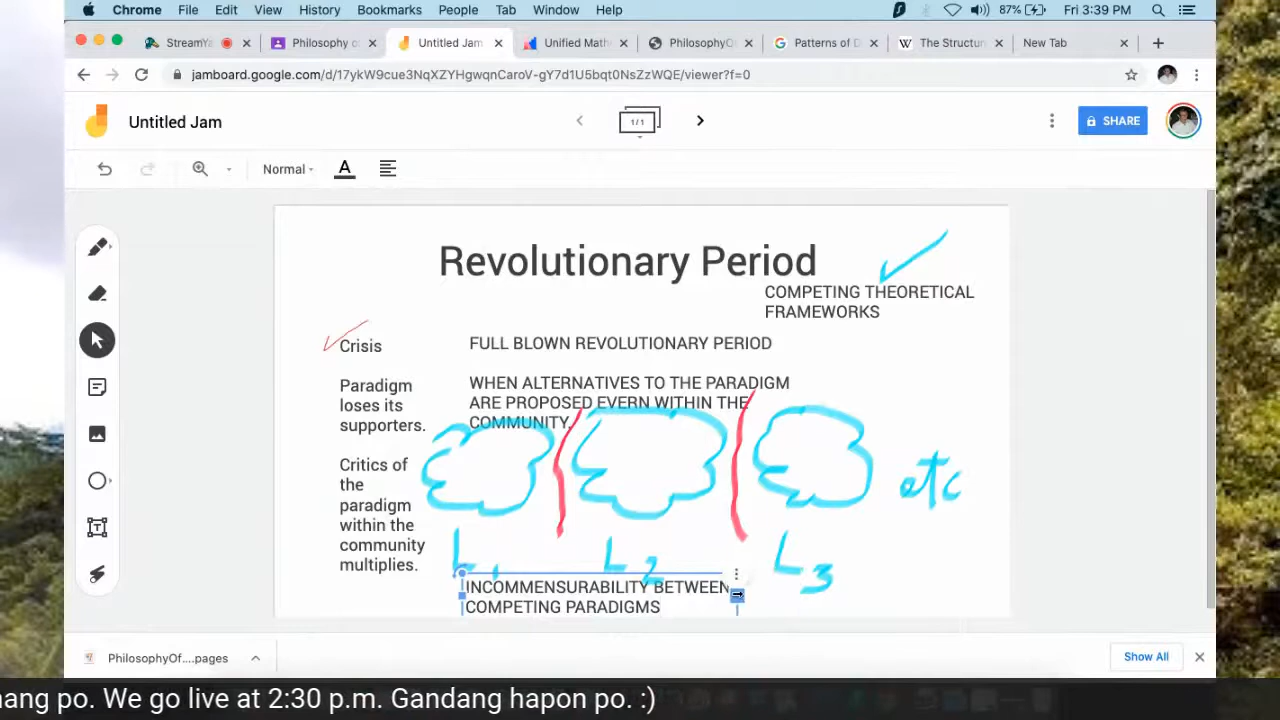 Chrome File Edit View History Bookmarks People Tab Window Help 87% Fri 3:39 PM
StreamYa Philosophy o Untitled Jam Unified Math PhilosophyO Patterns of D The Structur New Tab
jamboard.google.com/d/17ykW9cue3NqXZYHgwqnCaroV-gY7d1U5bqt0NsZzWQE/viewer?f=0
Untitled Jam 1/1 SHARE
Normal A
Revolutionary Period
COMPETING THEORETICAL
FRAMEWORKS
Crisis
FULL BLOWN REVOLUTIONARY PERIOD
Paradigm
loses its
supporters.
WHEN ALTERNATIVES TO THE PARADIGM
ARE PROPOSED EVERN WITHIN THE
COMMUNITY.
Critics of
the
paradigm
within the
community
multiplies.
etc
L1 L2 L3
INCOMMENSURABILITY BETWEEN
COMPETING PARADIGMS
PhilosophyOf....pages Show All
nang po. We go live at 2:30 p.m. Gandang hapon po. :)